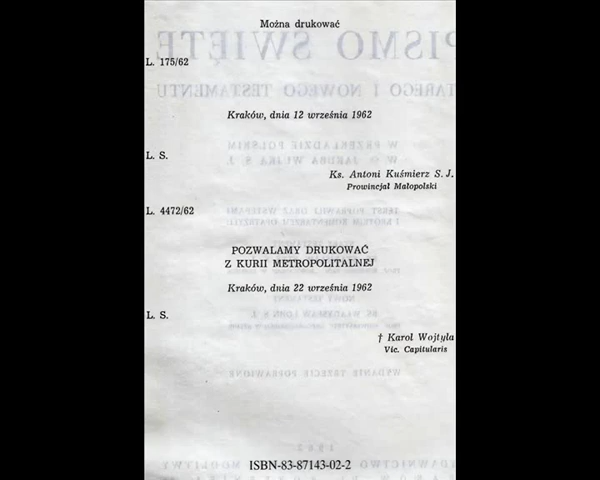 Można drukować
L. 175/62
Kraków, dnia 12 września 1962
L. S.
Ks. Antoni Kuśmierz S. J.
Prowincjał Małopolski
L. 4472/62
POZWALAMY DRUKOWAĆ
Z KURII METROPOLITALNEJ
Kraków, dnia 22 września 1962
L. S.
† Karol Wojtyła
Vic. Capitularis
ISBN-83-87143-02-2